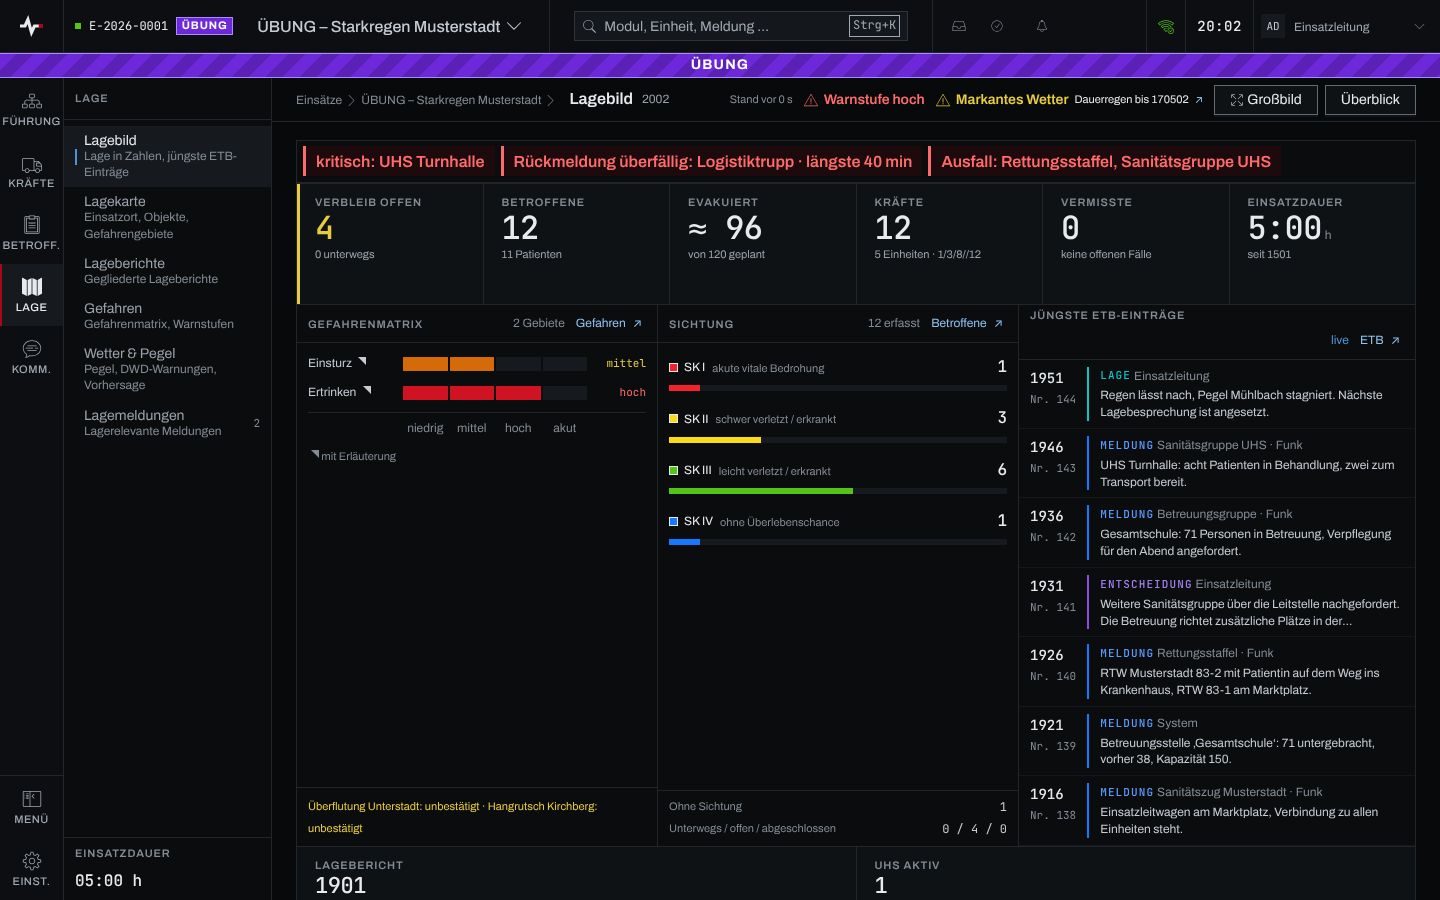 E-2026-0001 ÜBUNG ÜBUNG – Starkregen Musterstadt
Modul, Einheit, Meldung ... Strg+K
20:02 AD Einsatzleitung
ÜBUNG
FÜHRUNG
KRÄFTE
BETROFF.
LAGE
KOMM.
MENÜ
EINST.
LAGE
Lagebild
Lage in Zahlen, jüngste ETB-
Einträge
Lagekarte
Einsatzort, Objekte,
Gefahrengebiete
Lageberichte
Gegliederte Lageberichte
Gefahren
Gefahrenmatrix, Warnstufen
Wetter & Pegel
Pegel, DWD-Warnungen,
Vorhersage
Lagemeldungen
Lagerelevante Meldungen 2
EINSATZDAUER
05:00 h
Einsätze ÜBUNG – Starkregen Musterstadt Lagebild 2002
Stand vor 0 s Warnstufe hoch Markantes Wetter Dauerregen bis 170502 ↗ Großbild Überblick
kritisch: UHS Turnhalle Rückmeldung überfällig: Logistiktrupp · längste 40 min Ausfall: Rettungsstaffel, Sanitätsgruppe UHS
VERBLEIB OFFEN
4
0 unterwegs
BETROFFENE
12
11 Patienten
EVAKUIERT
≈ 96
von 120 geplant
KRÄFTE
12
5 Einheiten · 1/3/8//12
VERMISSTE
0
keine offenen Fälle
EINSATZDAUER
5:00 h
seit 1501
GEFAHRENMATRIX 2 Gebiete Gefahren ↗
Einsturz mittel
Ertrinken hoch
niedrig mittel hoch akut
mit Erläuterung
Überflutung Unterstadt: unbestätigt · Hangrutsch Kirchberg:
unbestätigt
SICHTUNG 12 erfasst Betroffene ↗
SK I akute vitale Bedrohung 1
SK II schwer verletzt / erkrankt 3
SK III leicht verletzt / erkrankt 6
SK IV ohne Überlebenschance 1
Ohne Sichtung 1
Unterwegs / offen / abgeschlossen 0 / 4 / 0
JÜNGSTE ETB-EINTRÄGE
live ETB ↗
1951 LAGE Einsatzleitung
Nr. 144 Regen lässt nach, Pegel Mühlbach stagniert. Nächste
Lagebesprechung ist angesetzt.
1946 MELDUNG Sanitätsgruppe UHS · Funk
Nr. 143 UHS Turnhalle: acht Patienten in Behandlung, zwei zum
Transport bereit.
1936 MELDUNG Betreuungsgruppe · Funk
Nr. 142 Gesamtschule: 71 Personen in Betreuung, Verpflegung
für den Abend angefordert.
1931 ENTSCHEIDUNG Einsatzleitung
Nr. 141 Weitere Sanitätsgruppe über die Leitstelle nachgefordert.
Die Betreuung richtet zusätzliche Plätze in der...
1926 MELDUNG Rettungsstaffel · Funk
Nr. 140 RTW Musterstadt 83-2 mit Patientin auf dem Weg ins
Krankenhaus, RTW 83-1 am Marktplatz.
1921 MELDUNG System
Nr. 139 Betreuungsstelle ‚Gesamtschule‘: 71 untergebracht,
vorher 38, Kapazität 150.
1916 MELDUNG Sanitätszug Musterstadt · Funk
Nr. 138 Einsatzleitwagen am Marktplatz, Verbindung zu allen
Einheiten steht.
LAGEBERICHT
1901
UHS AKTIV
1